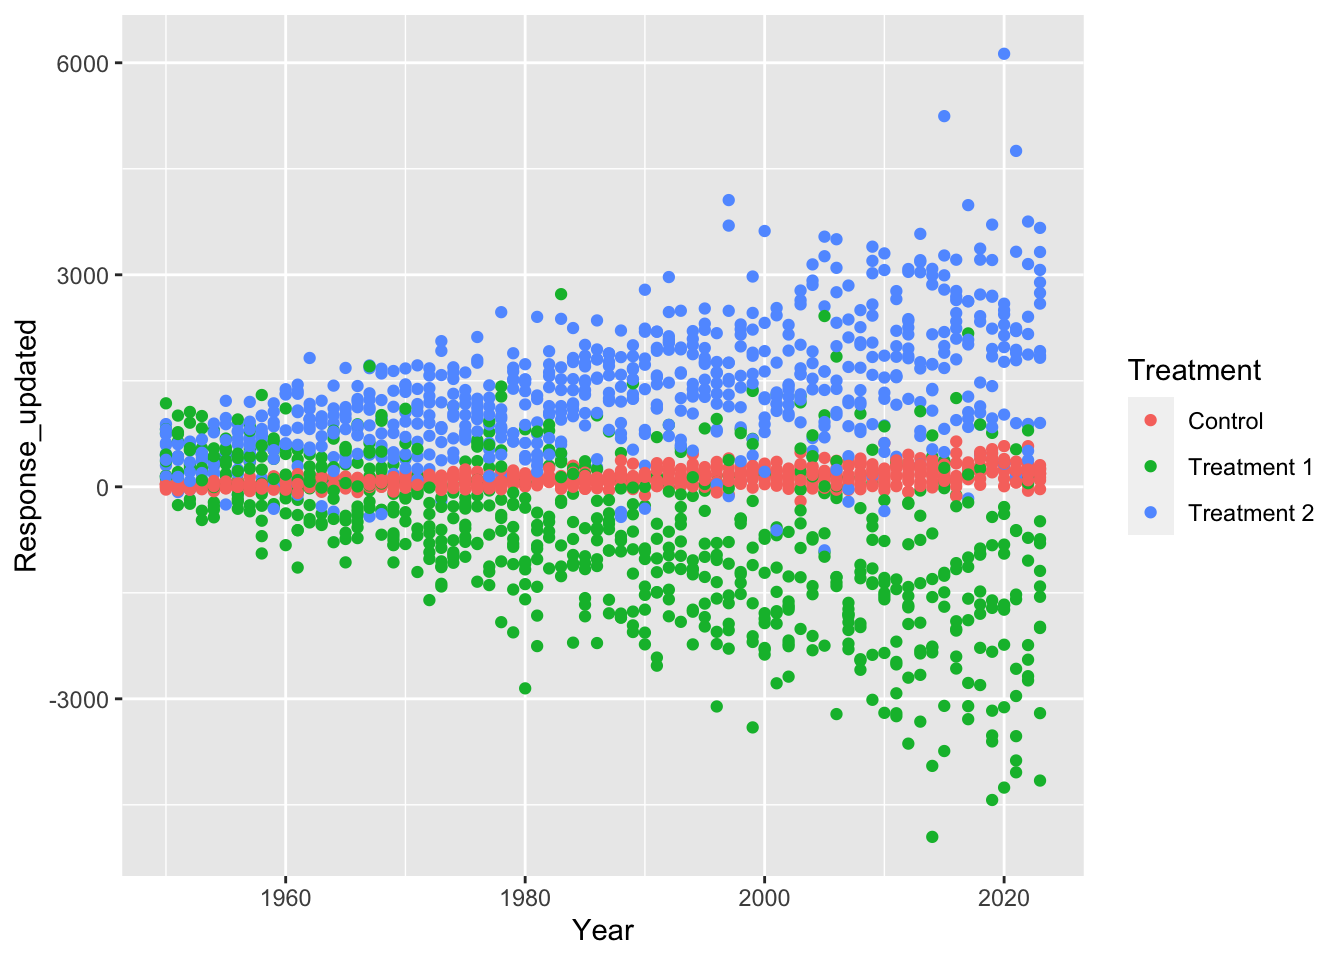 6000
3000
0
-3000
Response_updated
1960
1980
2000
2020
Year
Treatment
Control
Treatment 1
Treatment 2